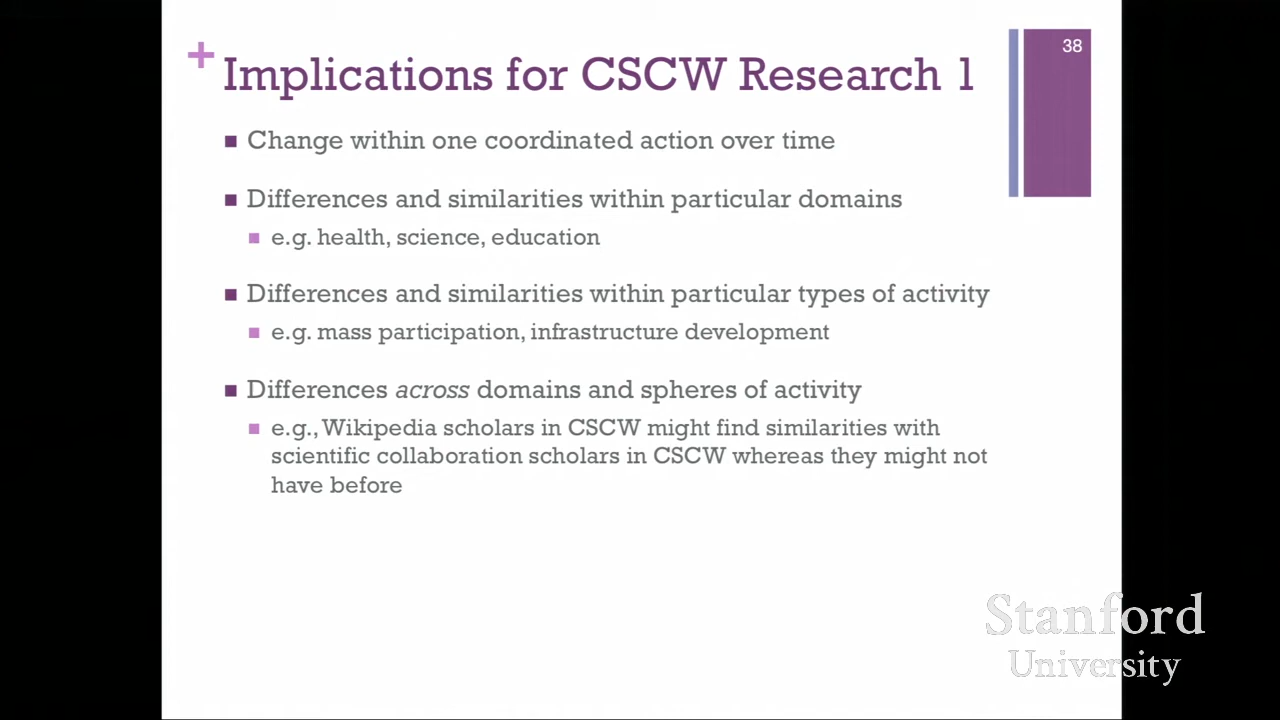 +
38
Implications for CSCW Research 1
Change within one coordinated action over time
Differences and similarities within particular domains
e.g. health, science, education
Differences and similarities within particular types of activity
e.g. mass participation, infrastructure development
Differences across domains and spheres of activity
e.g., Wikipedia scholars in CSCW might find similarities with
scientific collaboration scholars in CSCW whereas they might not
have before
Stanford
University